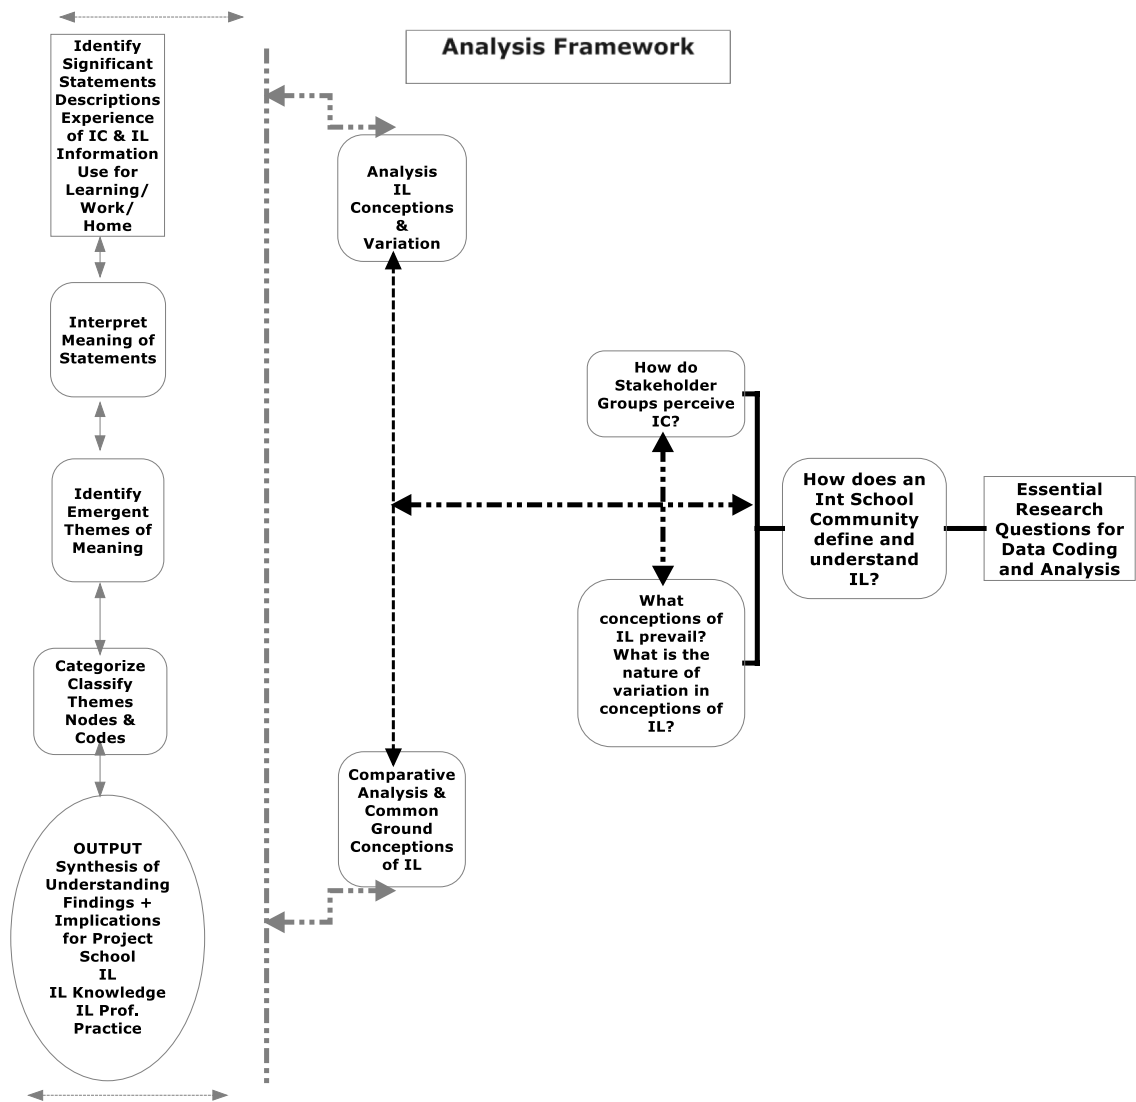 Analysis Framework
Identify
Significant
Statements
Descriptions
Experience
of IC & IL
Information
Use for
Learning/
Work/
Home
Interpret
Meaning of
Statements
Identify
Emergent
Themes of
Meaning
Categorize
Classify
Themes
Nodes &
Codes
OUTPUT
Synthesis of
Understanding
Findings +
Implications
for Project
School
IL
IL Knowledge
IL Prof.
Practice
Analysis
IL
Conceptions
&
Variation
Comparative
Analysis &
Common
Ground
Conceptions
of IL
How do
Stakeholder
Groups perceive
IC?
What
conceptions of
IL prevail?
What is the
nature of
variation in
conceptions of
IL?
How does an
Int School
Community
define and
understand
IL?
Essential
Research
Questions for
Data Coding
and Analysis